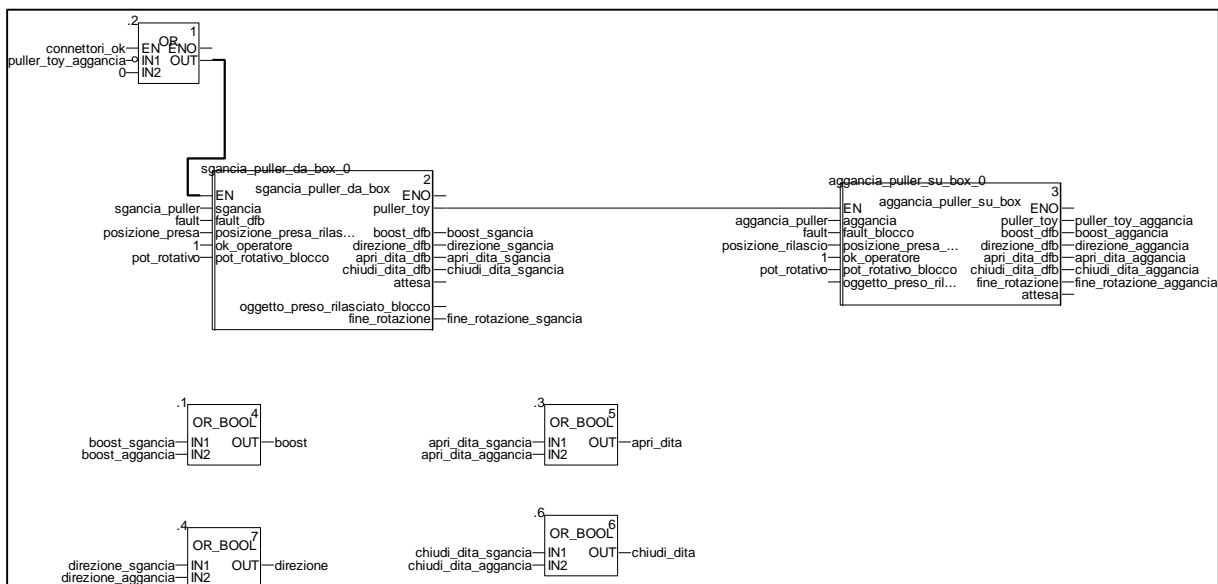 .2
1
OR
connettori_ok EN ENO
puller_toy_aggancia IN1 OUT
0 IN2
sgancia_puller_da_box_0
2
sgancia_puller_da_box
EN ENO
sgancia_puller sgancia puller_toy
fault fault_dfb
posizione_presa posizione_presa_rilas... boost_dfb boost_sgancia
1 ok_operatore direzione_dfb direzione_sgancia
pot_rotativo pot_rotativo_blocco apri_dita_dfb apri_dita_sgancia
chiudi_dita_dfb chiudi_dita_sgancia
attesa
oggetto_preso_rilasciato_blocco
fine_rotazione fine_rotazione_sgancia
aggancia_puller_su_box_0
3
aggancia_puller_su_box
EN ENO
aggancia_puller aggancia puller_toy puller_toy_aggancia
fault fault_blocco boost_dfb boost_aggancia
posizione_rilascio posizione_presa_... direzione_dfb direzione_aggancia
1 ok_operatore apri_dita_dfb apri_dita_aggancia
pot_rotativo pot_rotativo_blocco chiudi_dita_dfb chiudi_dita_aggancia
oggetto_preso_ril... fine_rotazione fine_rotazione_aggancia
attesa
.1
4
OR_BOOL
boost_sgancia IN1 OUT boost
boost_aggancia IN2
.3
5
OR_BOOL
apri_dita_sgancia IN1 OUT apri_dita
apri_dita_aggancia IN2
.4
7
OR_BOOL
direzione_sgancia IN1 OUT direzione
direzione_aggancia IN2
.6
6
OR_BOOL
chiudi_dita_sgancia IN1 OUT chiudi_dita
chiudi_dita_aggancia IN2